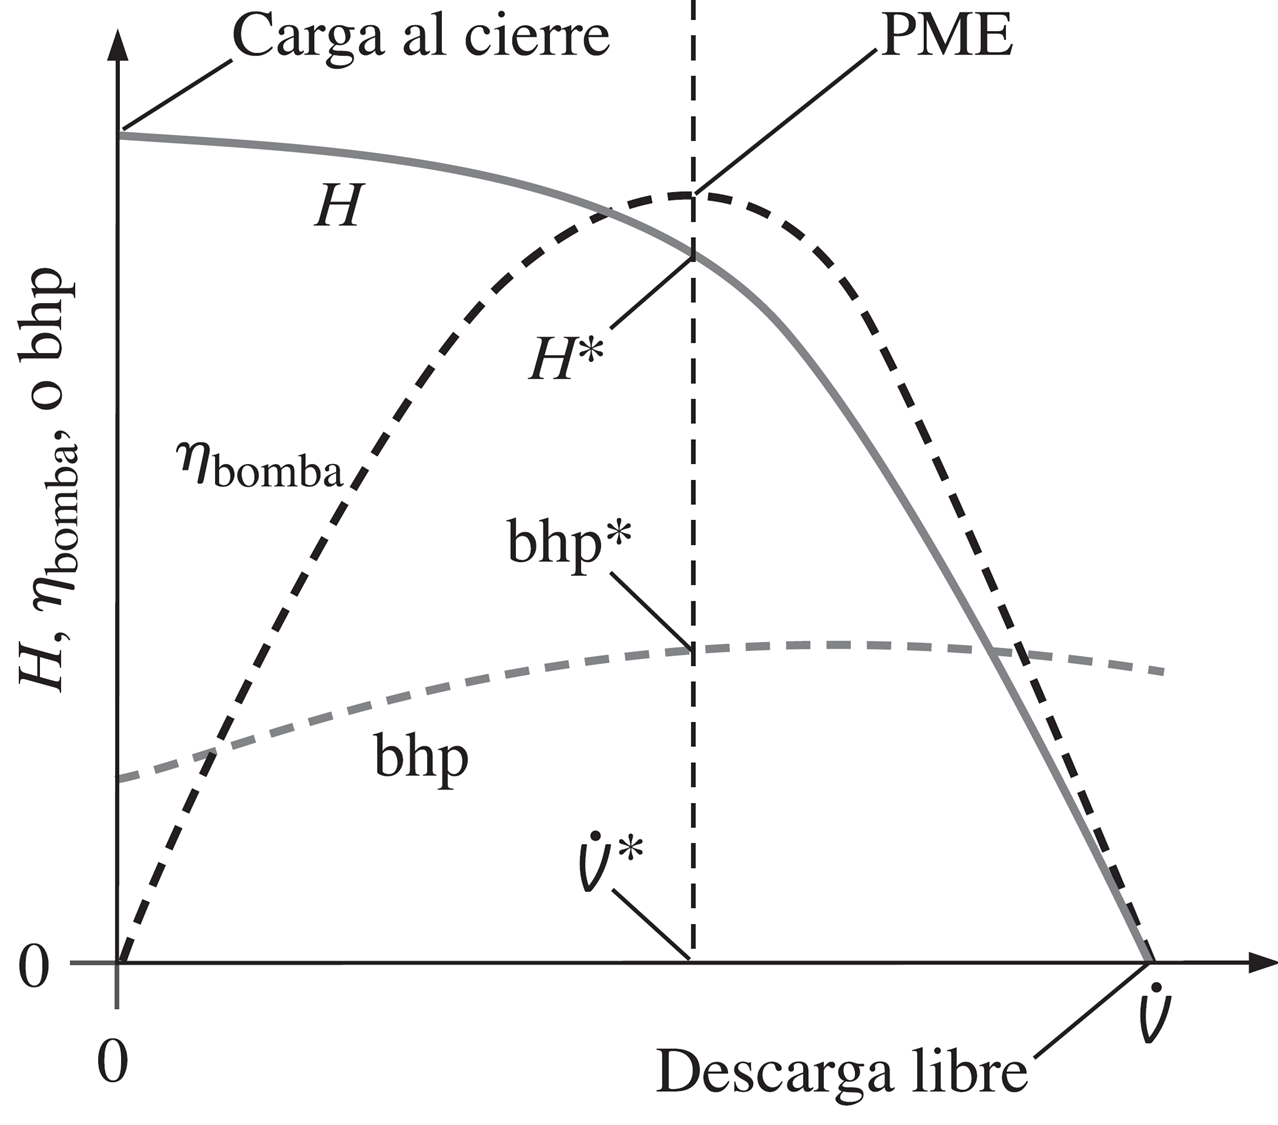 Carga al cierre
PME
H
H*
H, ηbomba, o bhp
ηbomba
bhp*
bhp
V̇*
0
V̇
0
Descarga libre